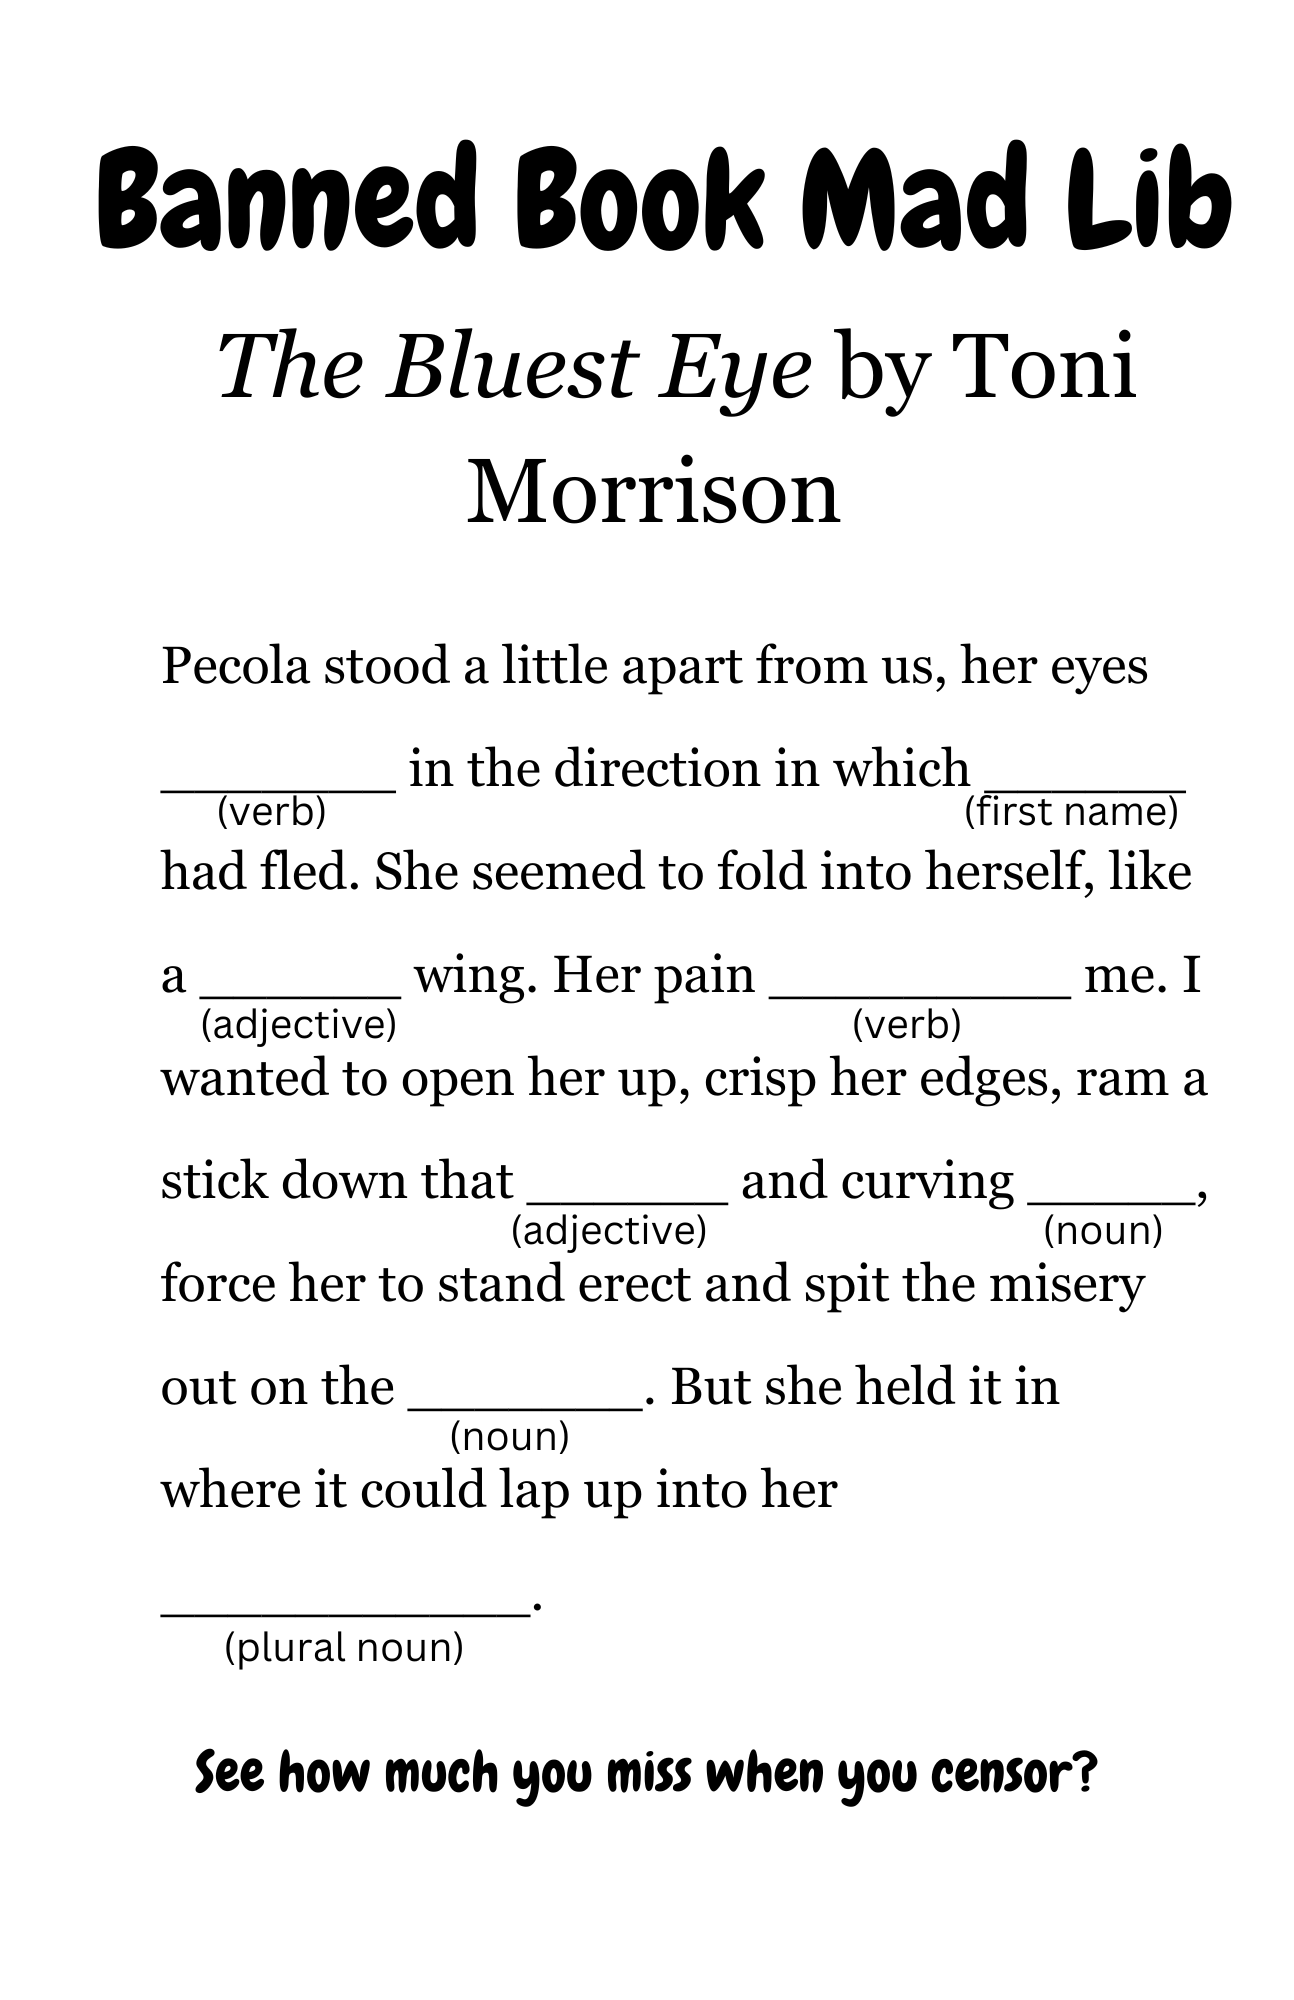 Banned Book Mad Lib
The Bluest Eye by Toni
Morrison
Pecola stood a little apart from us, her eyes
_______ in the direction in which ______
(verb) (first name)
had fled. She seemed to fold into herself, like
a ______ wing. Her pain _________ me. I
(adjective) (verb)
wanted to open her up, crisp her edges, ram a
stick down that ______ and curving _____,
(adjective) (noun)
force her to stand erect and spit the misery
out on the _______. But she held it in
(noun)
where it could lap up into her
___________.
(plural noun)
See how much you miss when you censor?